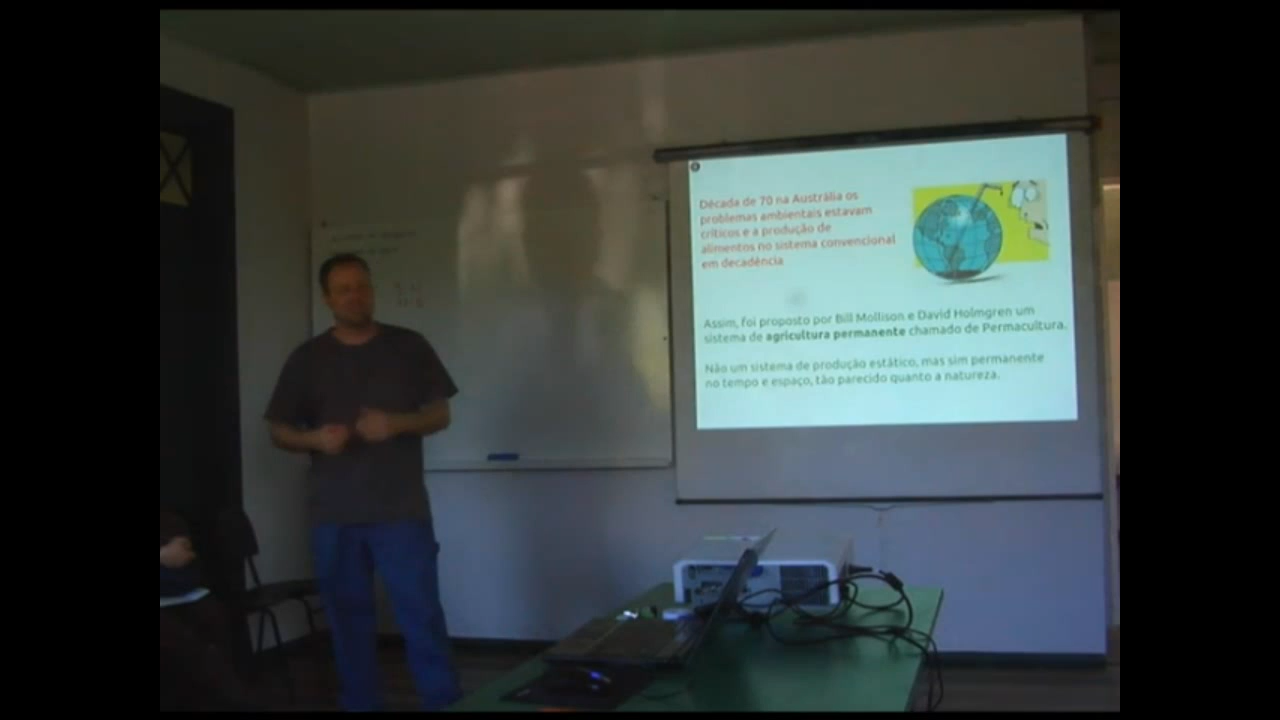 Década de 70 na Austrália os
problemas ambientais estavam
críticos e a produção de
alimentos no sistema convencional
em decadência
Assim, foi proposto por Bill Mollison e David Holmgren um
sistema de agricultura permanente chamado de Permacultura.
Não um sistema de produção estático, mas sim permanente
no tempo e espaço, tão parecido quanto a natureza.